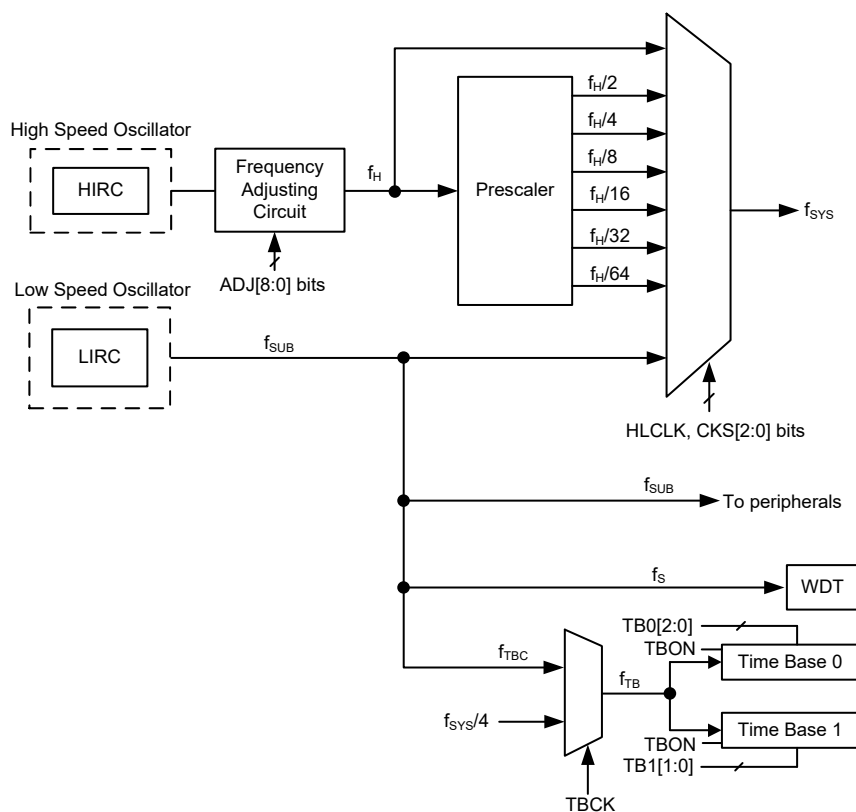 High Speed Oscillator
HIRC
Frequency
Adjusting
Circuit
ADJ[8:0] bits
fH
Prescaler
fH/2
fH/4
fH/8
fH/16
fH/32
fH/64
fSYS
Low Speed Oscillator
LIRC
fSUB
HLCLK, CKS[2:0] bits
fSUB
To peripherals
fS
WDT
fTBC
fSYS/4
TBCK
fTB
TB0[2:0]
TBON
Time Base 0
Time Base 1
TBON
TB1[1:0]